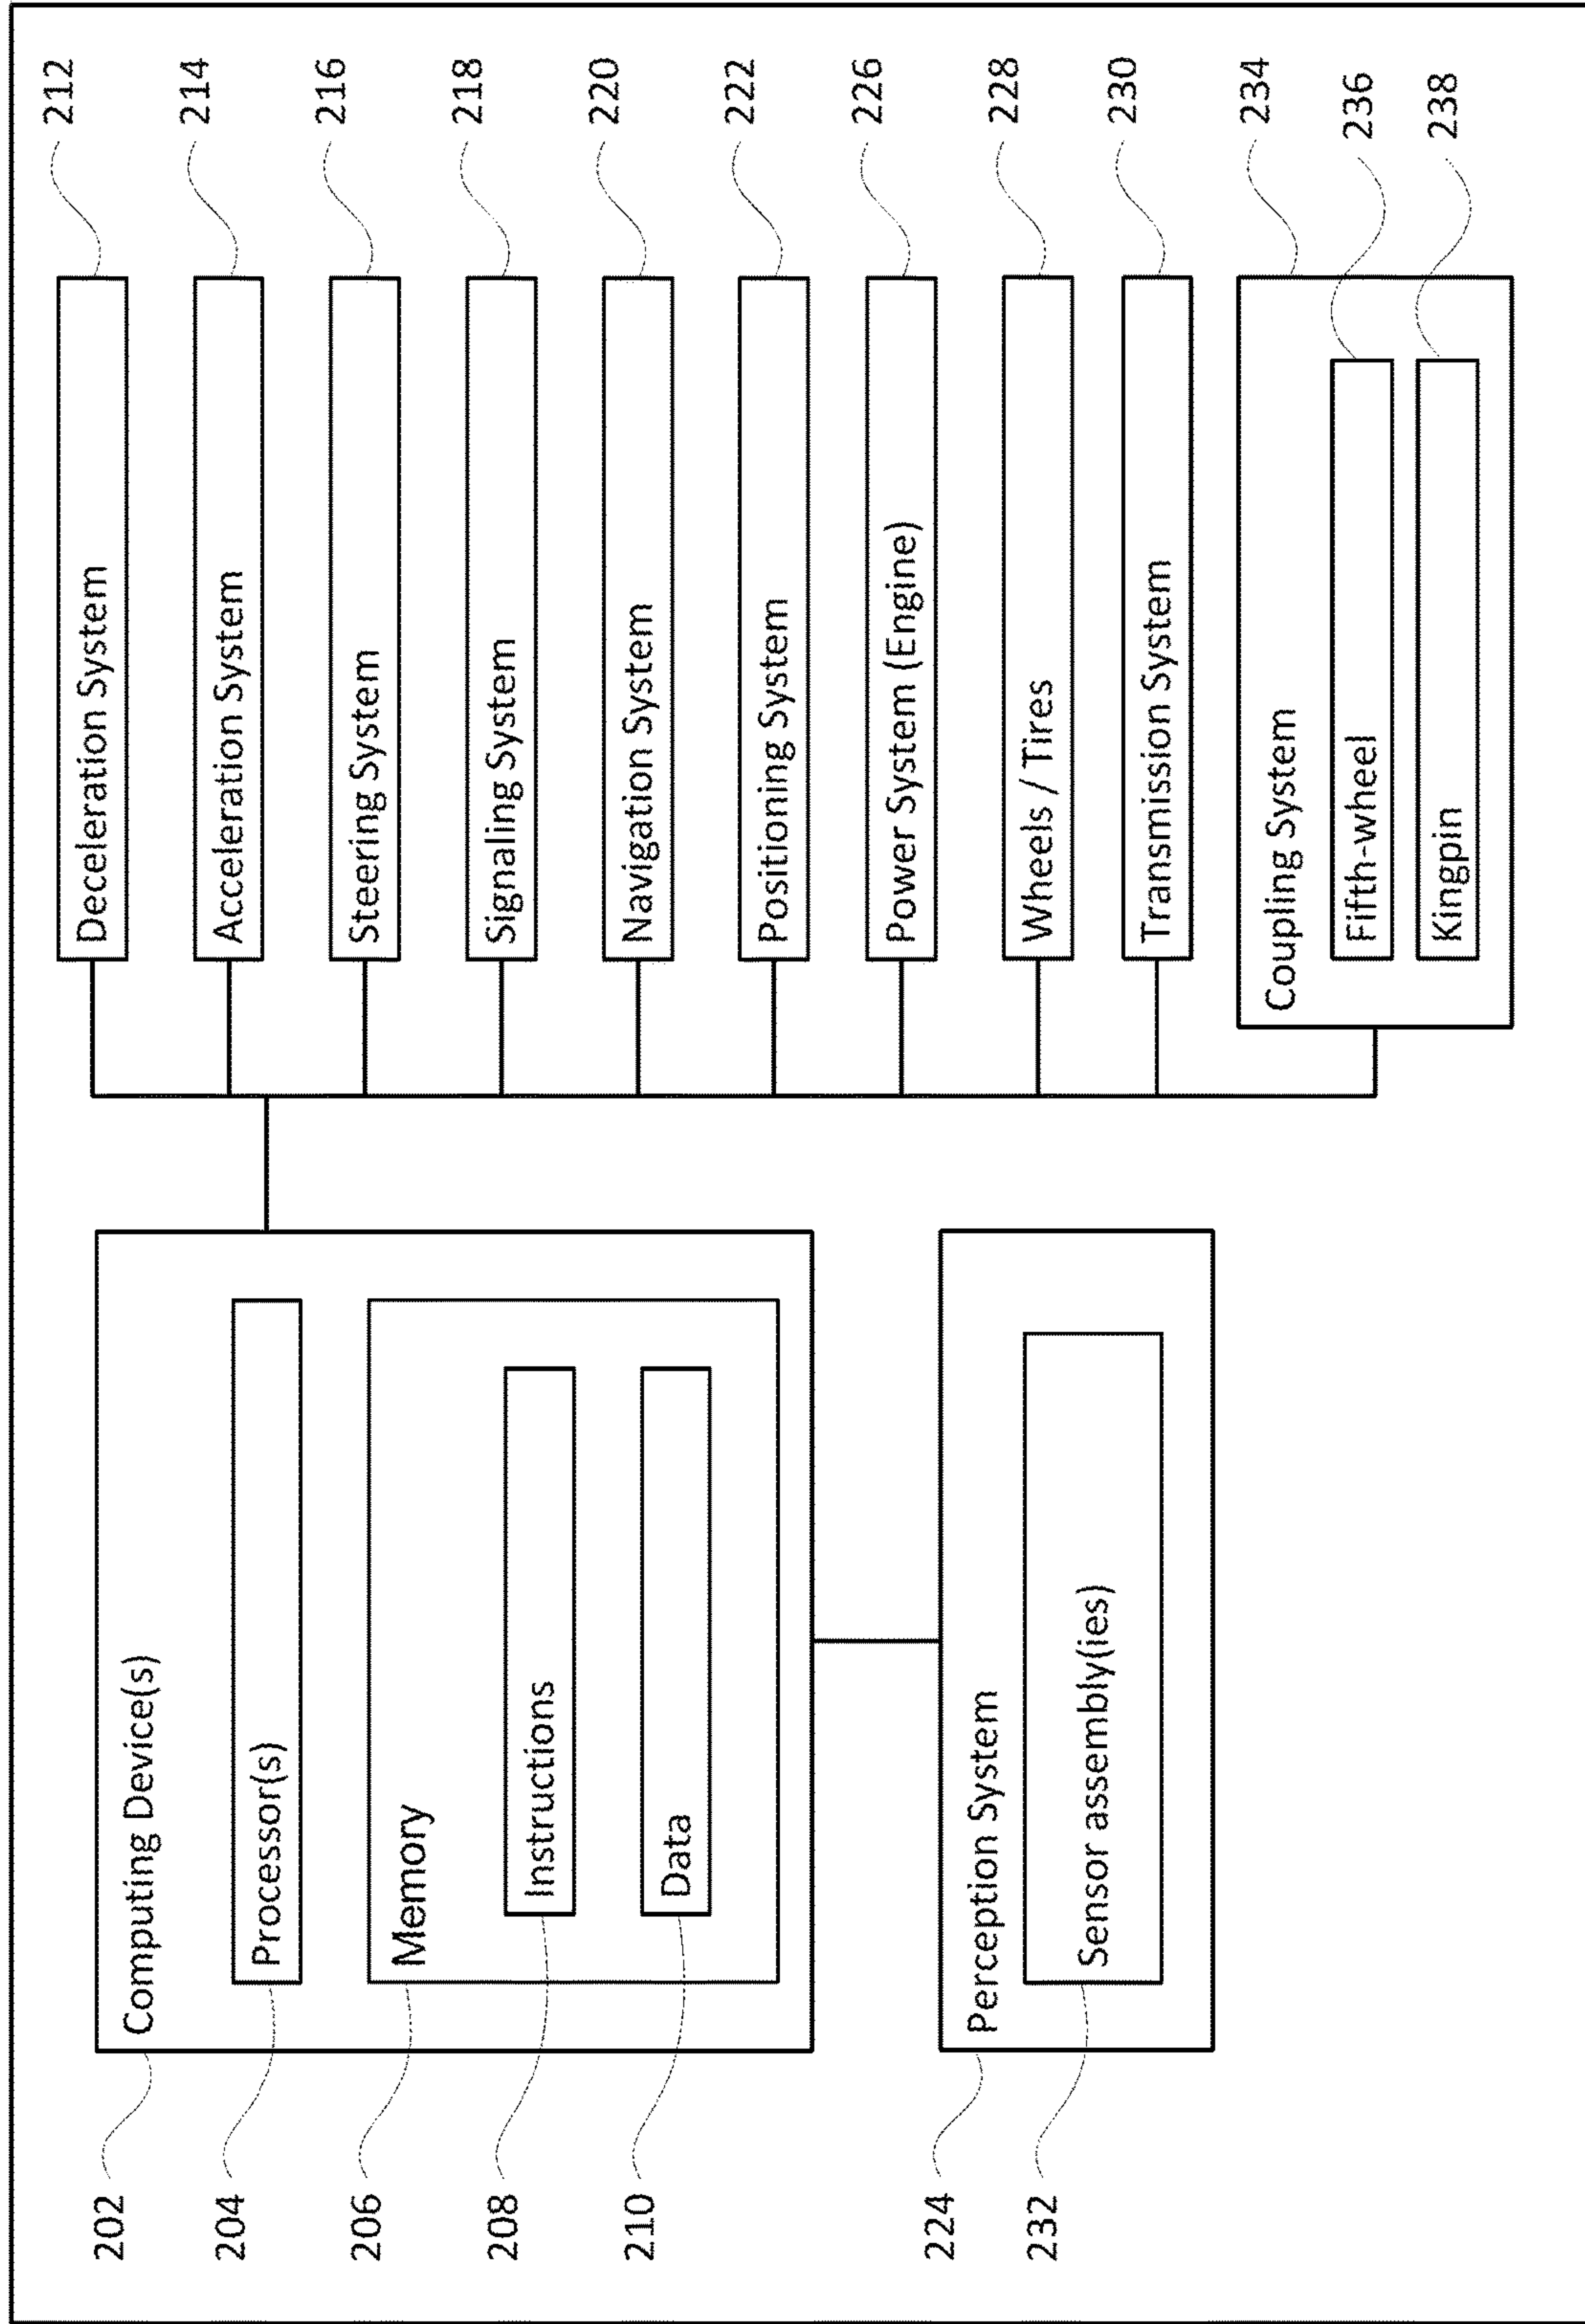 202
Computing Device(s)
204
Processor(s)
206
Memory
208
Instructions
210
Data
224
Perception System
232
Sensor assembly(ies)
Deceleration System
212
Acceleration System
214
Steering System
216
Signaling System
218
Navigation System
220
Positioning System
222
Power System (Engine)
226
Wheels / Tires
228
Transmission System
230
Coupling System
234
Fifth-wheel
236
Kingpin
238